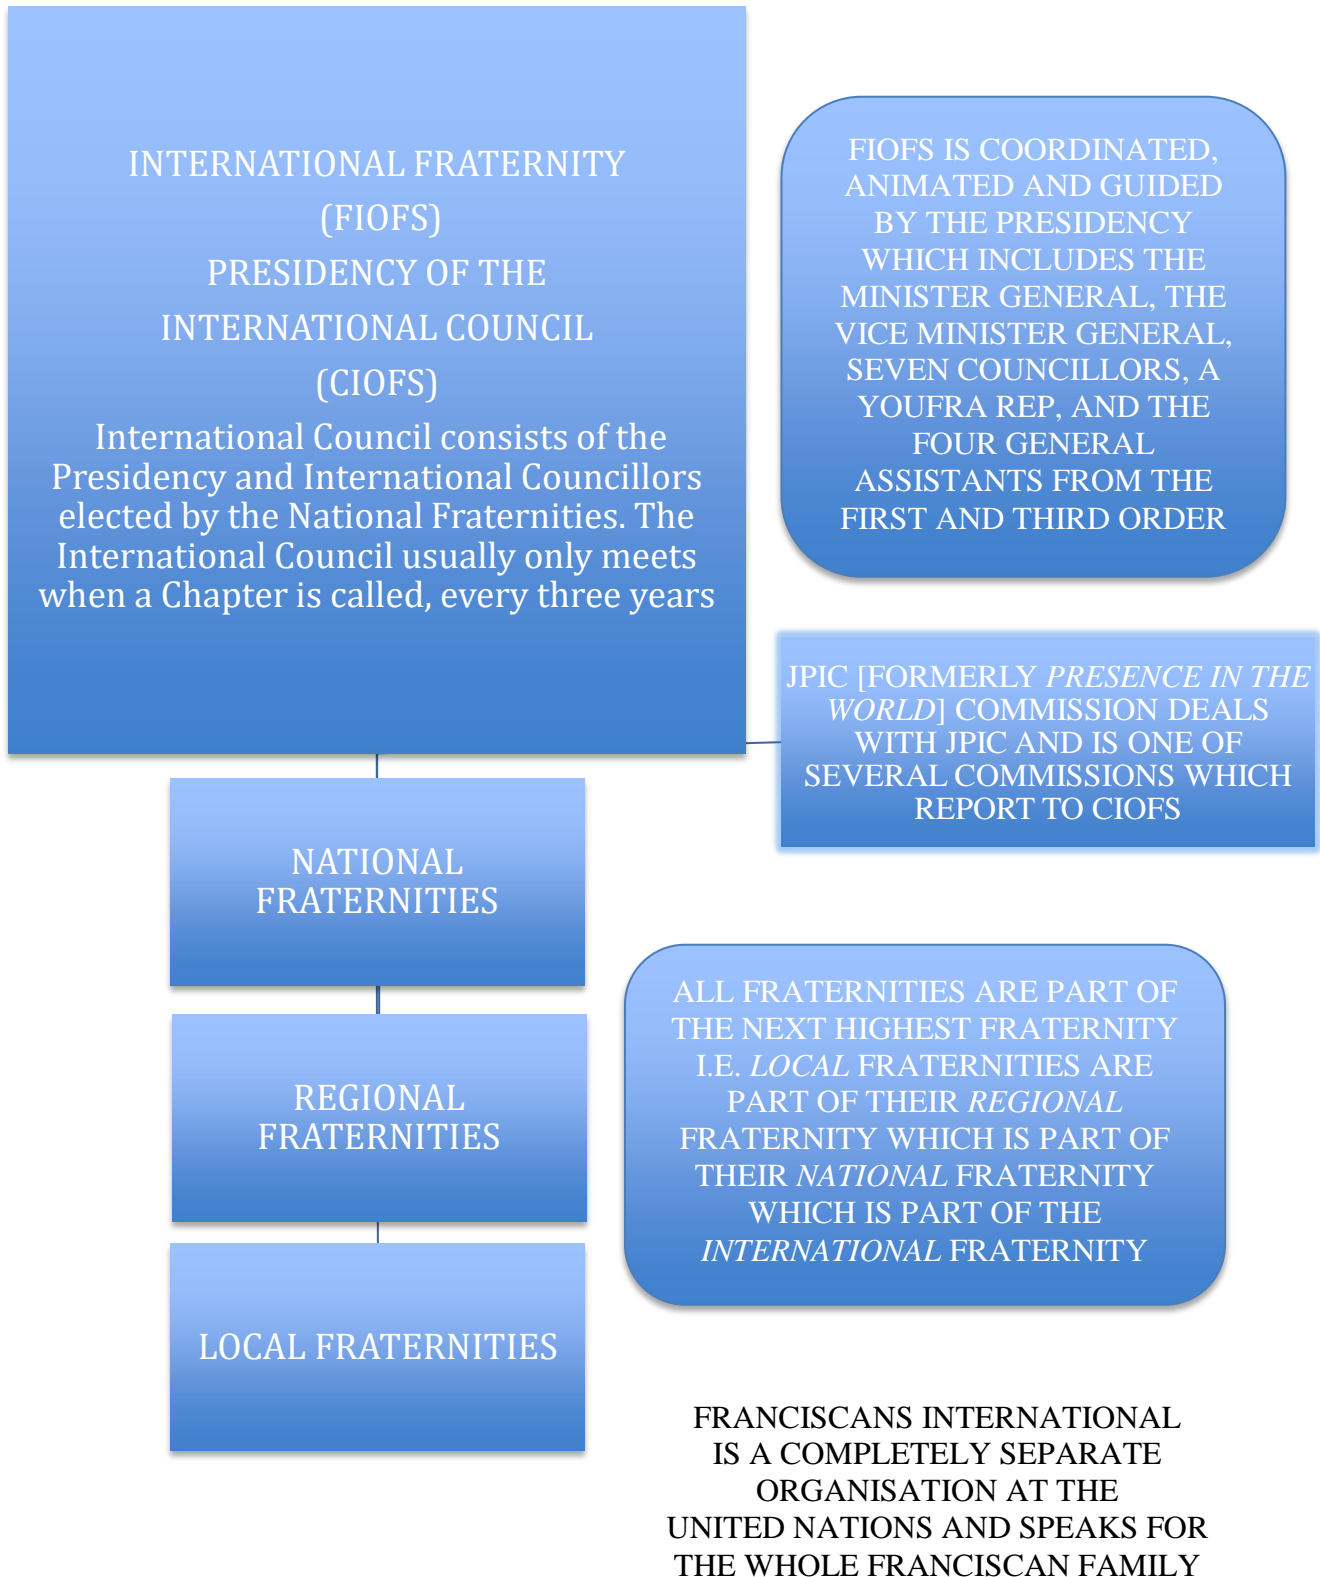 INTERNATIONAL FRATERNITY
(FIOFS)
PRESIDENCY OF THE
INTERNATIONAL COUNCIL
(CIOFS)
International Council consists of the
Presidency and International Councillors
elected by the National Fraternities. The
International Council usually only meets
when a Chapter is called, every three years
FIOFS IS COORDINATED,
ANIMATED AND GUIDED
BY THE PRESIDENCY
WHICH INCLUDES THE
MINISTER GENERAL, THE
VICE MINISTER GENERAL,
SEVEN COUNCILLORS, A
YOUFRA REP, AND THE
FOUR GENERAL
ASSISTANTS FROM THE
FIRST AND THIRD ORDER
JPIC [FORMERLY PRESENCE IN THE
WORLD] COMMISSION DEALS
WITH JPIC AND IS ONE OF
SEVERAL COMMISSIONS WHICH
REPORT TO CIOFS
NATIONAL
FRATERNITIES
REGIONAL
FRATERNITIES
LOCAL FRATERNITIES
ALL FRATERNITIES ARE PART OF
THE NEXT HIGHEST FRATERNITY
I.E. LOCAL FRATERNITIES ARE
PART OF THEIR REGIONAL
FRATERNITY WHICH IS PART OF
THEIR NATIONAL FRATERNITY
WHICH IS PART OF THE
INTERNATIONAL FRATERNITY
FRANCISCANS INTERNATIONAL
IS A COMPLETELY SEPARATE
ORGANISATION AT THE
UNITED NATIONS AND SPEAKS FOR
THE WHOLE FRANCISCAN FAMILY